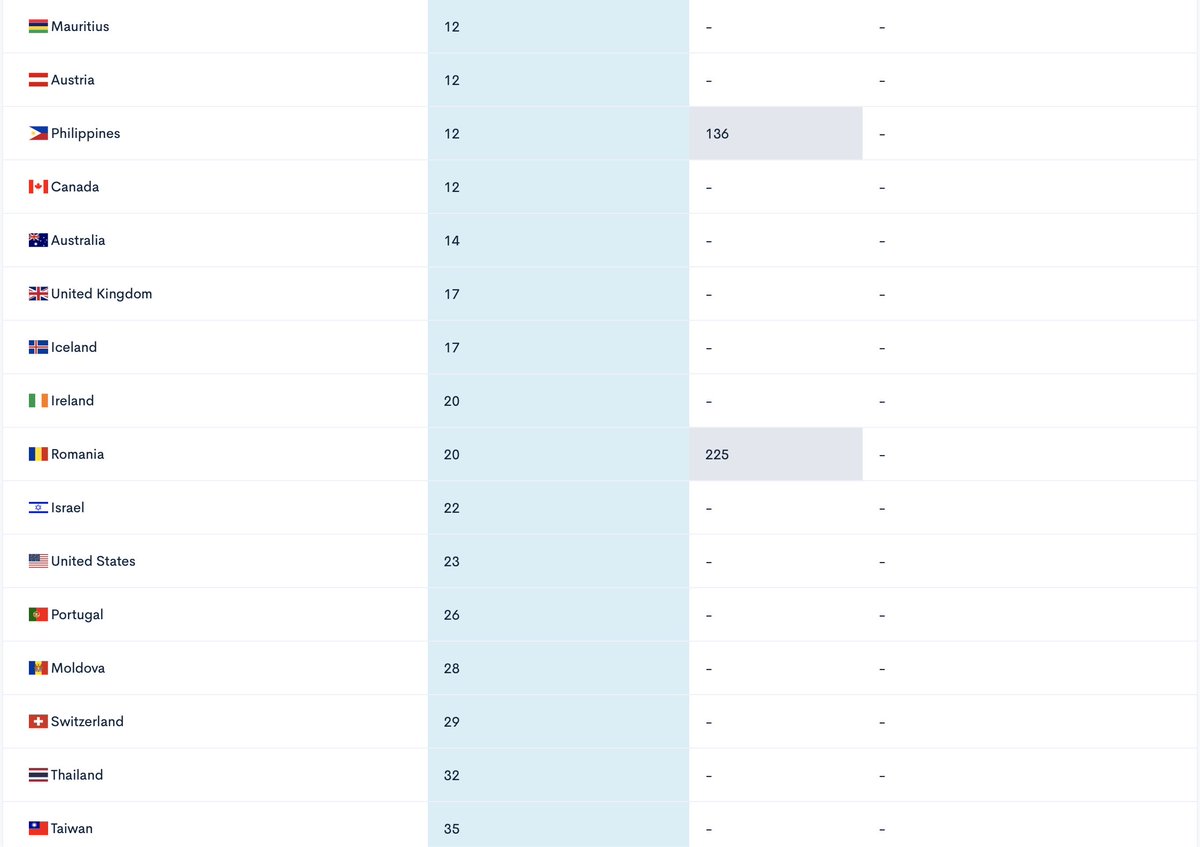 Mauritius 12 - -
Austria 12 - -
Philippines 12 136 -
Canada 12 - -
Australia 14 - -
United Kingdom 17 - -
Iceland 17 - -
Ireland 20 - -
Romania 20 225 -
Israel 22 - -
United States 23 - -
Portugal 26 - -
Moldova 28 - -
Switzerland 29 - -
Thailand 32 - -
Taiwan 35 - -